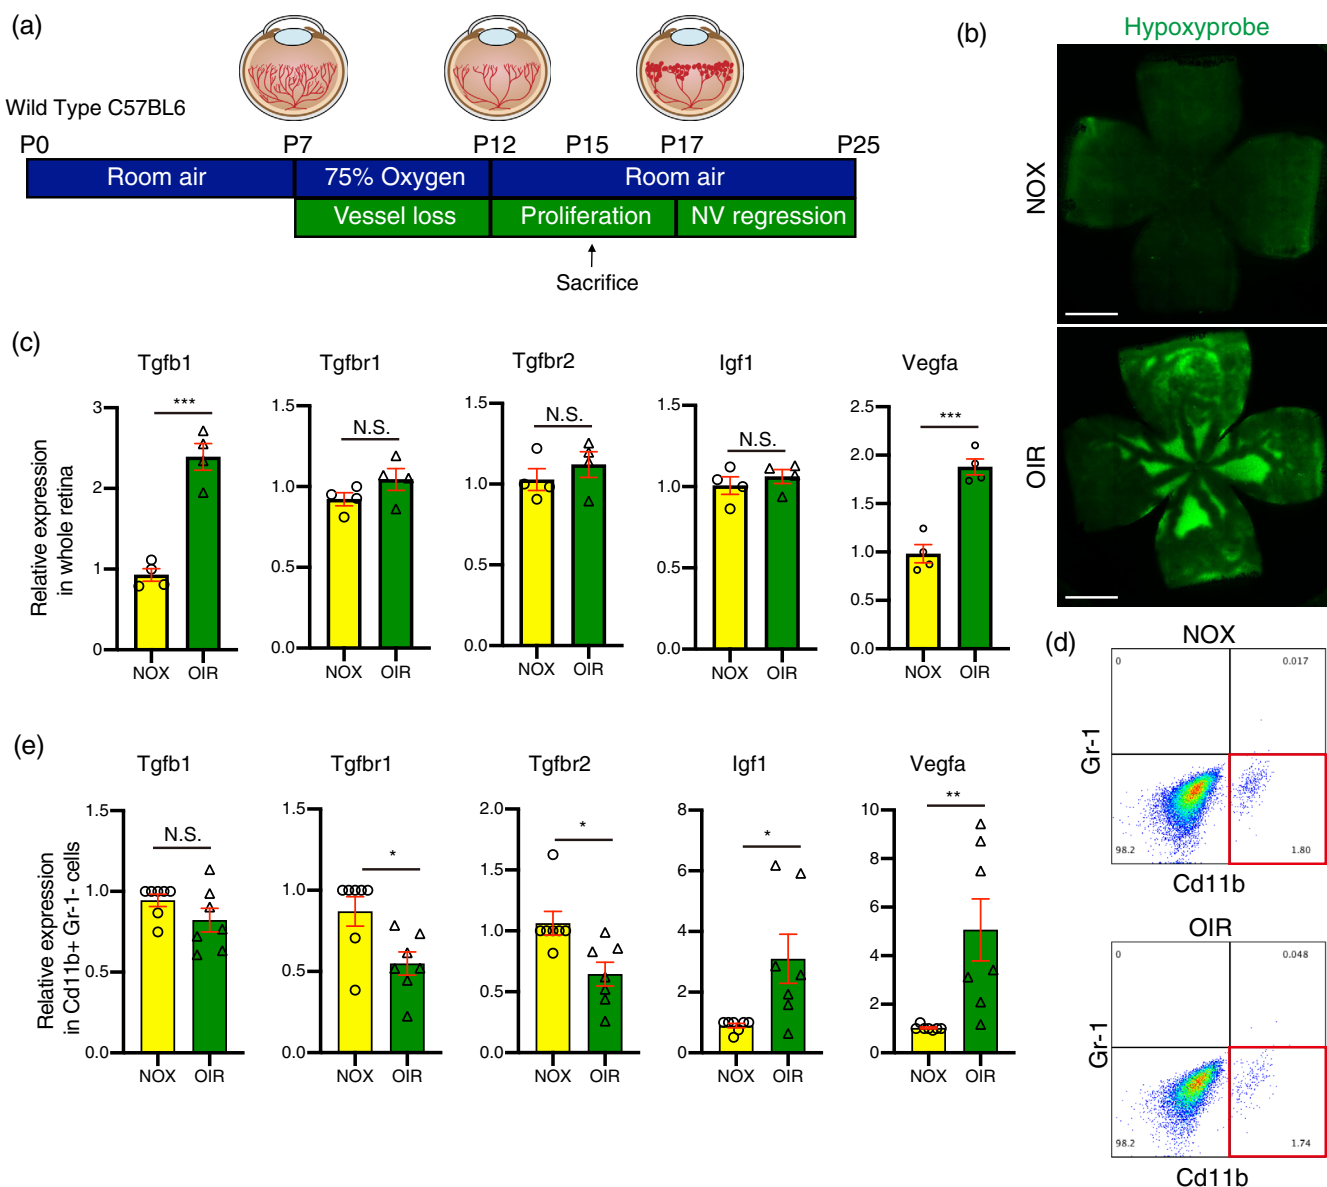 (a)
Wild Type C57BL6
P0 P7 P12 P15 P17 P25
Room air 75% Oxygen Room air
Vessel loss Proliferation NV regression
Sacrifice
(b)
Hypoxyprobe
NOX
OIR
(c)
Relative expression
in whole retina
Tgfb1
***
3
2
1
0
NOX OIR
Tgfbr1
N.S.
1.5
1.0
0.5
0.0
NOX OIR
Tgfbr2
N.S.
1.5
1.0
0.5
0.0
NOX OIR
Igf1
N.S.
1.5
1.0
0.5
0.0
NOX OIR
Vegfa
***
2.5
2.0
1.5
1.0
0.5
0.0
NOX OIR
(d)
NOX
0 0.017
98.2 1.80
Gr-1
Cd11b
OIR
0 0.048
98.2 1.74
Gr-1
Cd11b
(e)
Relative expression
in Cd11b+ Gr-1- cells
Tgfb1
N.S.
1.5
1.0
0.5
0.0
NOX OIR
Tgfbr1
*
1.5
1.0
0.5
0.0
NOX OIR
Tgfbr2
*
2.0
1.5
1.0
0.5
0.0
NOX OIR
Igf1
*
8
6
4
2
0
NOX OIR
Vegfa
**
10
8
6
4
2
0
NOX OIR